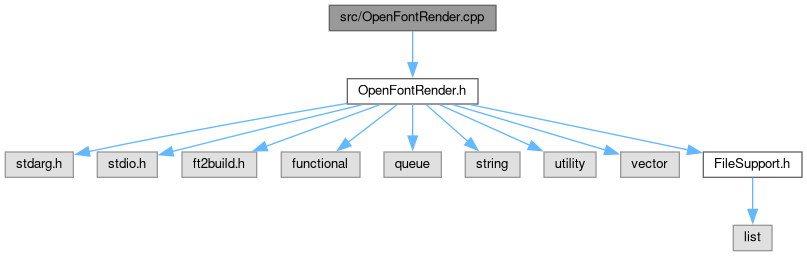 src/OpenFontRender.cpp
OpenFontRender.h
stdarg.h
stdio.h
ft2build.h
functional
queue
string
utility
vector
FileSupport.h
list